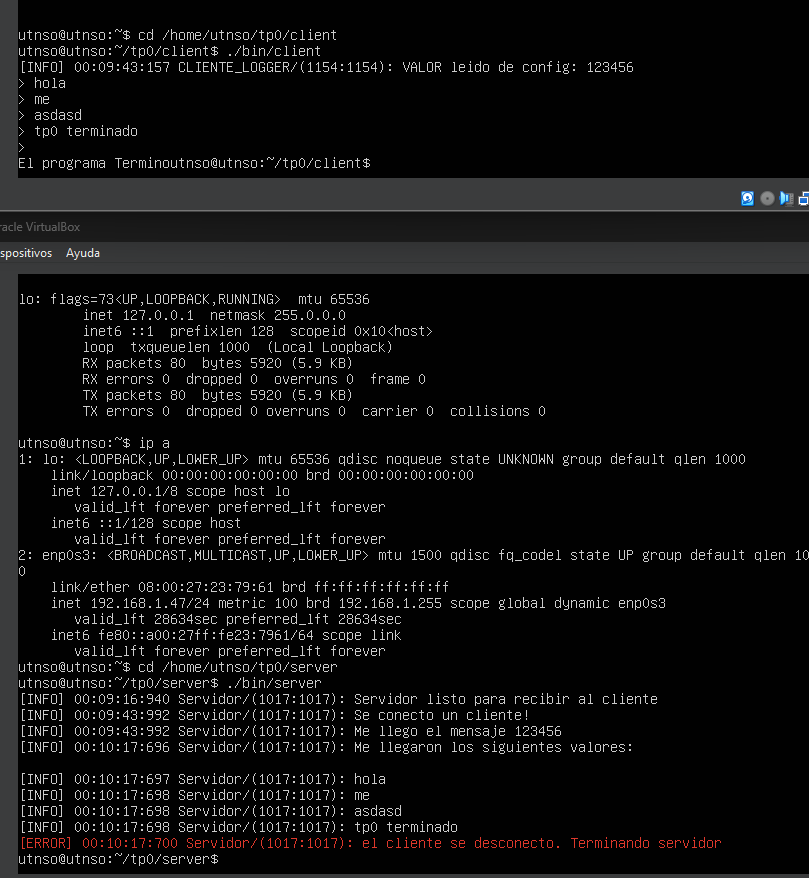 utnso@utnso:~$ cd /home/utnso/tp0/client
utnso@utnso:~/tp0/client$ ./bin/client
[INFO] 00:09:43:157 CLIENTE_LOGGER/(1154:1154): VALOR leido de config: 123456
> hola
> me
> asdasd
> tp0 terminado
>
El programa Terminoutnso@utnso:~/tp0/client$
racle VirtualBox
spositivos Ayuda
lo: flags=73<UP,LOOPBACK,RUNNING>  mtu 65536
        inet 127.0.0.1  netmask 255.0.0.0
        inet6 ::1  prefixlen 128  scopeid 0x10<host>
        loop  txqueuelen 1000  (Local Loopback)
        RX packets 80  bytes 5920 (5.9 KB)
        RX errors 0  dropped 0  overruns 0  frame 0
        TX packets 80  bytes 5920 (5.9 KB)
        TX errors 0  dropped 0 overruns 0  carrier 0  collisions 0
utnso@utnso:~$ ip a
1: lo: <LOOPBACK,UP,LOWER_UP> mtu 65536 qdisc noqueue state UNKNOWN group default qlen 1000
    link/loopback 00:00:00:00:00:00 brd 00:00:00:00:00:00
    inet 127.0.0.1/8 scope host lo
       valid_lft forever preferred_lft forever
    inet6 ::1/128 scope host
       valid_lft forever preferred_lft forever
2: enp0s3: <BROADCAST,MULTICAST,UP,LOWER_UP> mtu 1500 qdisc fq_codel state UP group default qlen 10
0
    link/ether 08:00:27:23:79:61 brd ff:ff:ff:ff:ff:ff
    inet 192.168.1.47/24 metric 100 brd 192.168.1.255 scope global dynamic enp0s3
       valid_lft 28634sec preferred_lft 28634sec
    inet6 fe80::a00:27ff:fe23:7961/64 scope link
       valid_lft forever preferred_lft forever
utnso@utnso:~$ cd /home/utnso/tp0/server
utnso@utnso:~/tp0/server$ ./bin/server
[INFO] 00:09:16:940 Servidor/(1017:1017): Servidor listo para recibir al cliente
[INFO] 00:09:43:992 Servidor/(1017:1017): Se conecto un cliente!
[INFO] 00:09:43:992 Servidor/(1017:1017): Me llego el mensaje 123456
[INFO] 00:10:17:696 Servidor/(1017:1017): Me llegaron los siguientes valores:
[INFO] 00:10:17:697 Servidor/(1017:1017): hola
[INFO] 00:10:17:698 Servidor/(1017:1017): me
[INFO] 00:10:17:698 Servidor/(1017:1017): asdasd
[INFO] 00:10:17:698 Servidor/(1017:1017): tp0 terminado
[ERROR] 00:10:17:700 Servidor/(1017:1017): el cliente se desconecto. Terminando servidor
utnso@utnso:~/tp0/server$